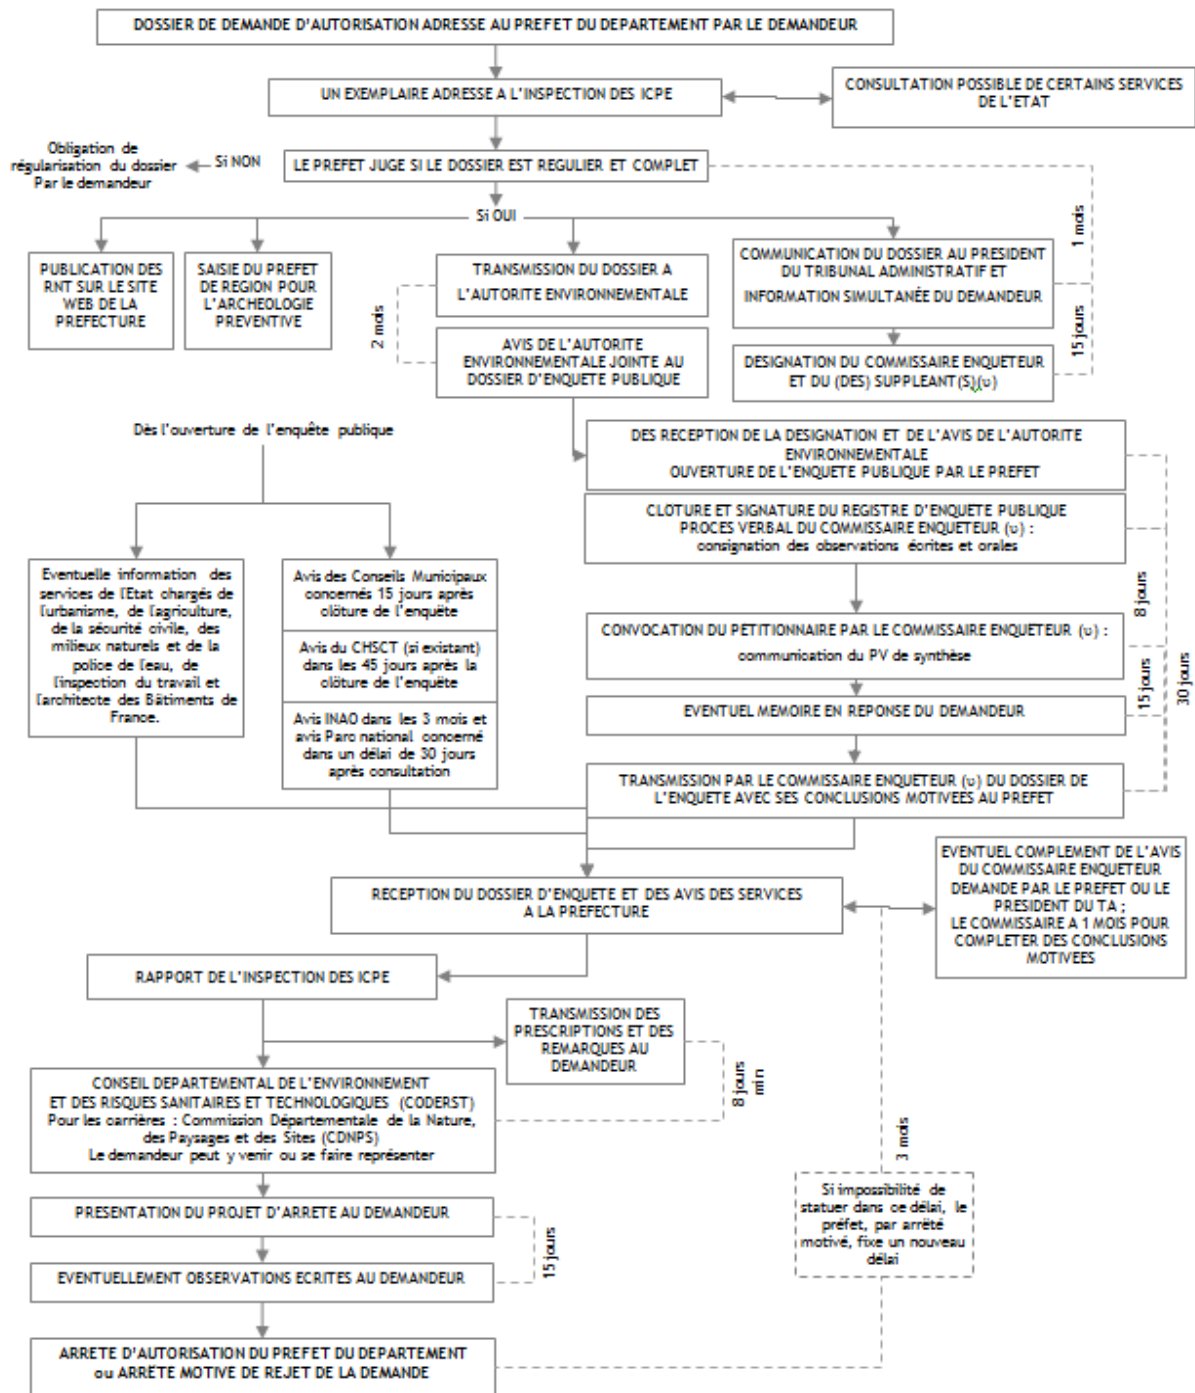 DOSSIER DE DEMANDE D'AUTORISATION ADRESSE AU PREFET DU DEPARTEMENT PAR LE DEMANDEUR
UN EXEMPLAIRE ADRESSE A L'INSPECTION DES ICPE
CONSULTATION POSSIBLE DE CERTAINS SERVICES
DE L'ETAT
Obligation de
régularisation du dossier
Par le demandeur
Si NON
LE PREFET JUGE SI LE DOSSIER EST REGULIER ET COMPLET
1 mois
Si OUI
PUBLICATION DES
RNT SUR LE SITE
WEB DE LA
PREFECTURE
SAISIE DU PREFET
DE REGION POUR
L'ARCHEOLOGIE
PREVENTIVE
TRANSMISSION DU DOSSIER A
L'AUTORITE ENVIRONNEMENTALE
COMMUNICATION DU DOSSIER AU PRESIDENT
DU TRIBUNAL ADMINISTRATIF ET
INFORMATION SIMULTANÉE DU DEMANDEUR
2 mois
15 jours
AVIS DE L'AUTORITE
ENVIRONNEMENTALE JOINTE AU
DOSSIER D'ENQUETE PUBLIQUE
DESIGNATION DU COMMISSAIRE ENQUETEUR
ET DU (DES) SUPPLEANT(S)(υ)
Dès l'ouverture de l'enquête publique
DES RECEPTION DE LA DESIGNATION ET DE L'AVIS DE L'AUTORITE
ENVIRONNEMENTALE
OUVERTURE DE L'ENQUETE PUBLIQUE PAR LE PREFET
CLÔTURE ET SIGNATURE DU REGISTRE D'ENQUETE PUBLIQUE
PROCES VERBAL DU COMMISSAIRE ENQUETEUR (υ) :
consignation des observations écrites et orales
8 jours
30 jours
Eventuelle information des
services de l'Etat chargés de
l'urbanisme, de l'agriculture,
de la sécurité civile, des
milieux naturels et de la
police de l'eau, de
l'inspection du travail et
l'architecte des Bâtiments de
France.
Avis des Conseils Municipaux
concernés 15 jours après
clôture de l'enquête
Avis du CHSCT (si existant)
dans les 45 jours après la
clôture de l'enquête
Avis INAO dans les 3 mois et
avis Parc national concerné
dans un délai de 30 jours
après consultation
CONVOCATION DU PETITIONNAIRE PAR LE COMMISSAIRE ENQUETEUR (υ) :
communication du PV de synthèse
15 jours
EVENTUEL MEMOIRE EN REPONSE DU DEMANDEUR
TRANSMISSION PAR LE COMMISSAIRE ENQUETEUR (υ) DU DOSSIER DE
L'ENQUETE AVEC SES CONCLUSIONS MOTIVEES AU PREFET
RECEPTION DU DOSSIER D'ENQUETE ET DES AVIS DES SERVICES
A LA PREFECTURE
EVENTUEL COMPLEMENT DE L'AVIS
DU COMMISSAIRE ENQUETEUR
DEMANDE PAR LE PREFET OU LE
PRESIDENT DU TA ;
LE COMMISSAIRE A 1 MOIS POUR
COMPLETER DES CONCLUSIONS
MOTIVEES
RAPPORT DE L'INSPECTION DES ICPE
TRANSMISSION DES
PRESCRIPTIONS ET DES
REMARQUES AU
DEMANDEUR
8 jours
min
CONSEIL DEPARTEMENTAL DE L'ENVIRONNEMENT
ET DES RISQUES SANITAIRES ET TECHNOLOGIQUES (CODERST)
Pour les carrières : Commission Départementale de la Nature,
des Paysages et des Sites (CDNPS)
Le demandeur peut y venir ou se faire représenter
3 mois
Si impossibilité de
statuer dans ce délai, le
préfet, par arrêté
motivé, fixe un nouveau
délai
PRESENTATION DU PROJET D'ARRETE AU DEMANDEUR
15 jours
EVENTUELLEMENT OBSERVATIONS ECRITES AU DEMANDEUR
ARRETE D'AUTORISATION DU PREFET DU DEPARTEMENT
ou ARRÊTE MOTIVE DE REJET DE LA DEMANDE